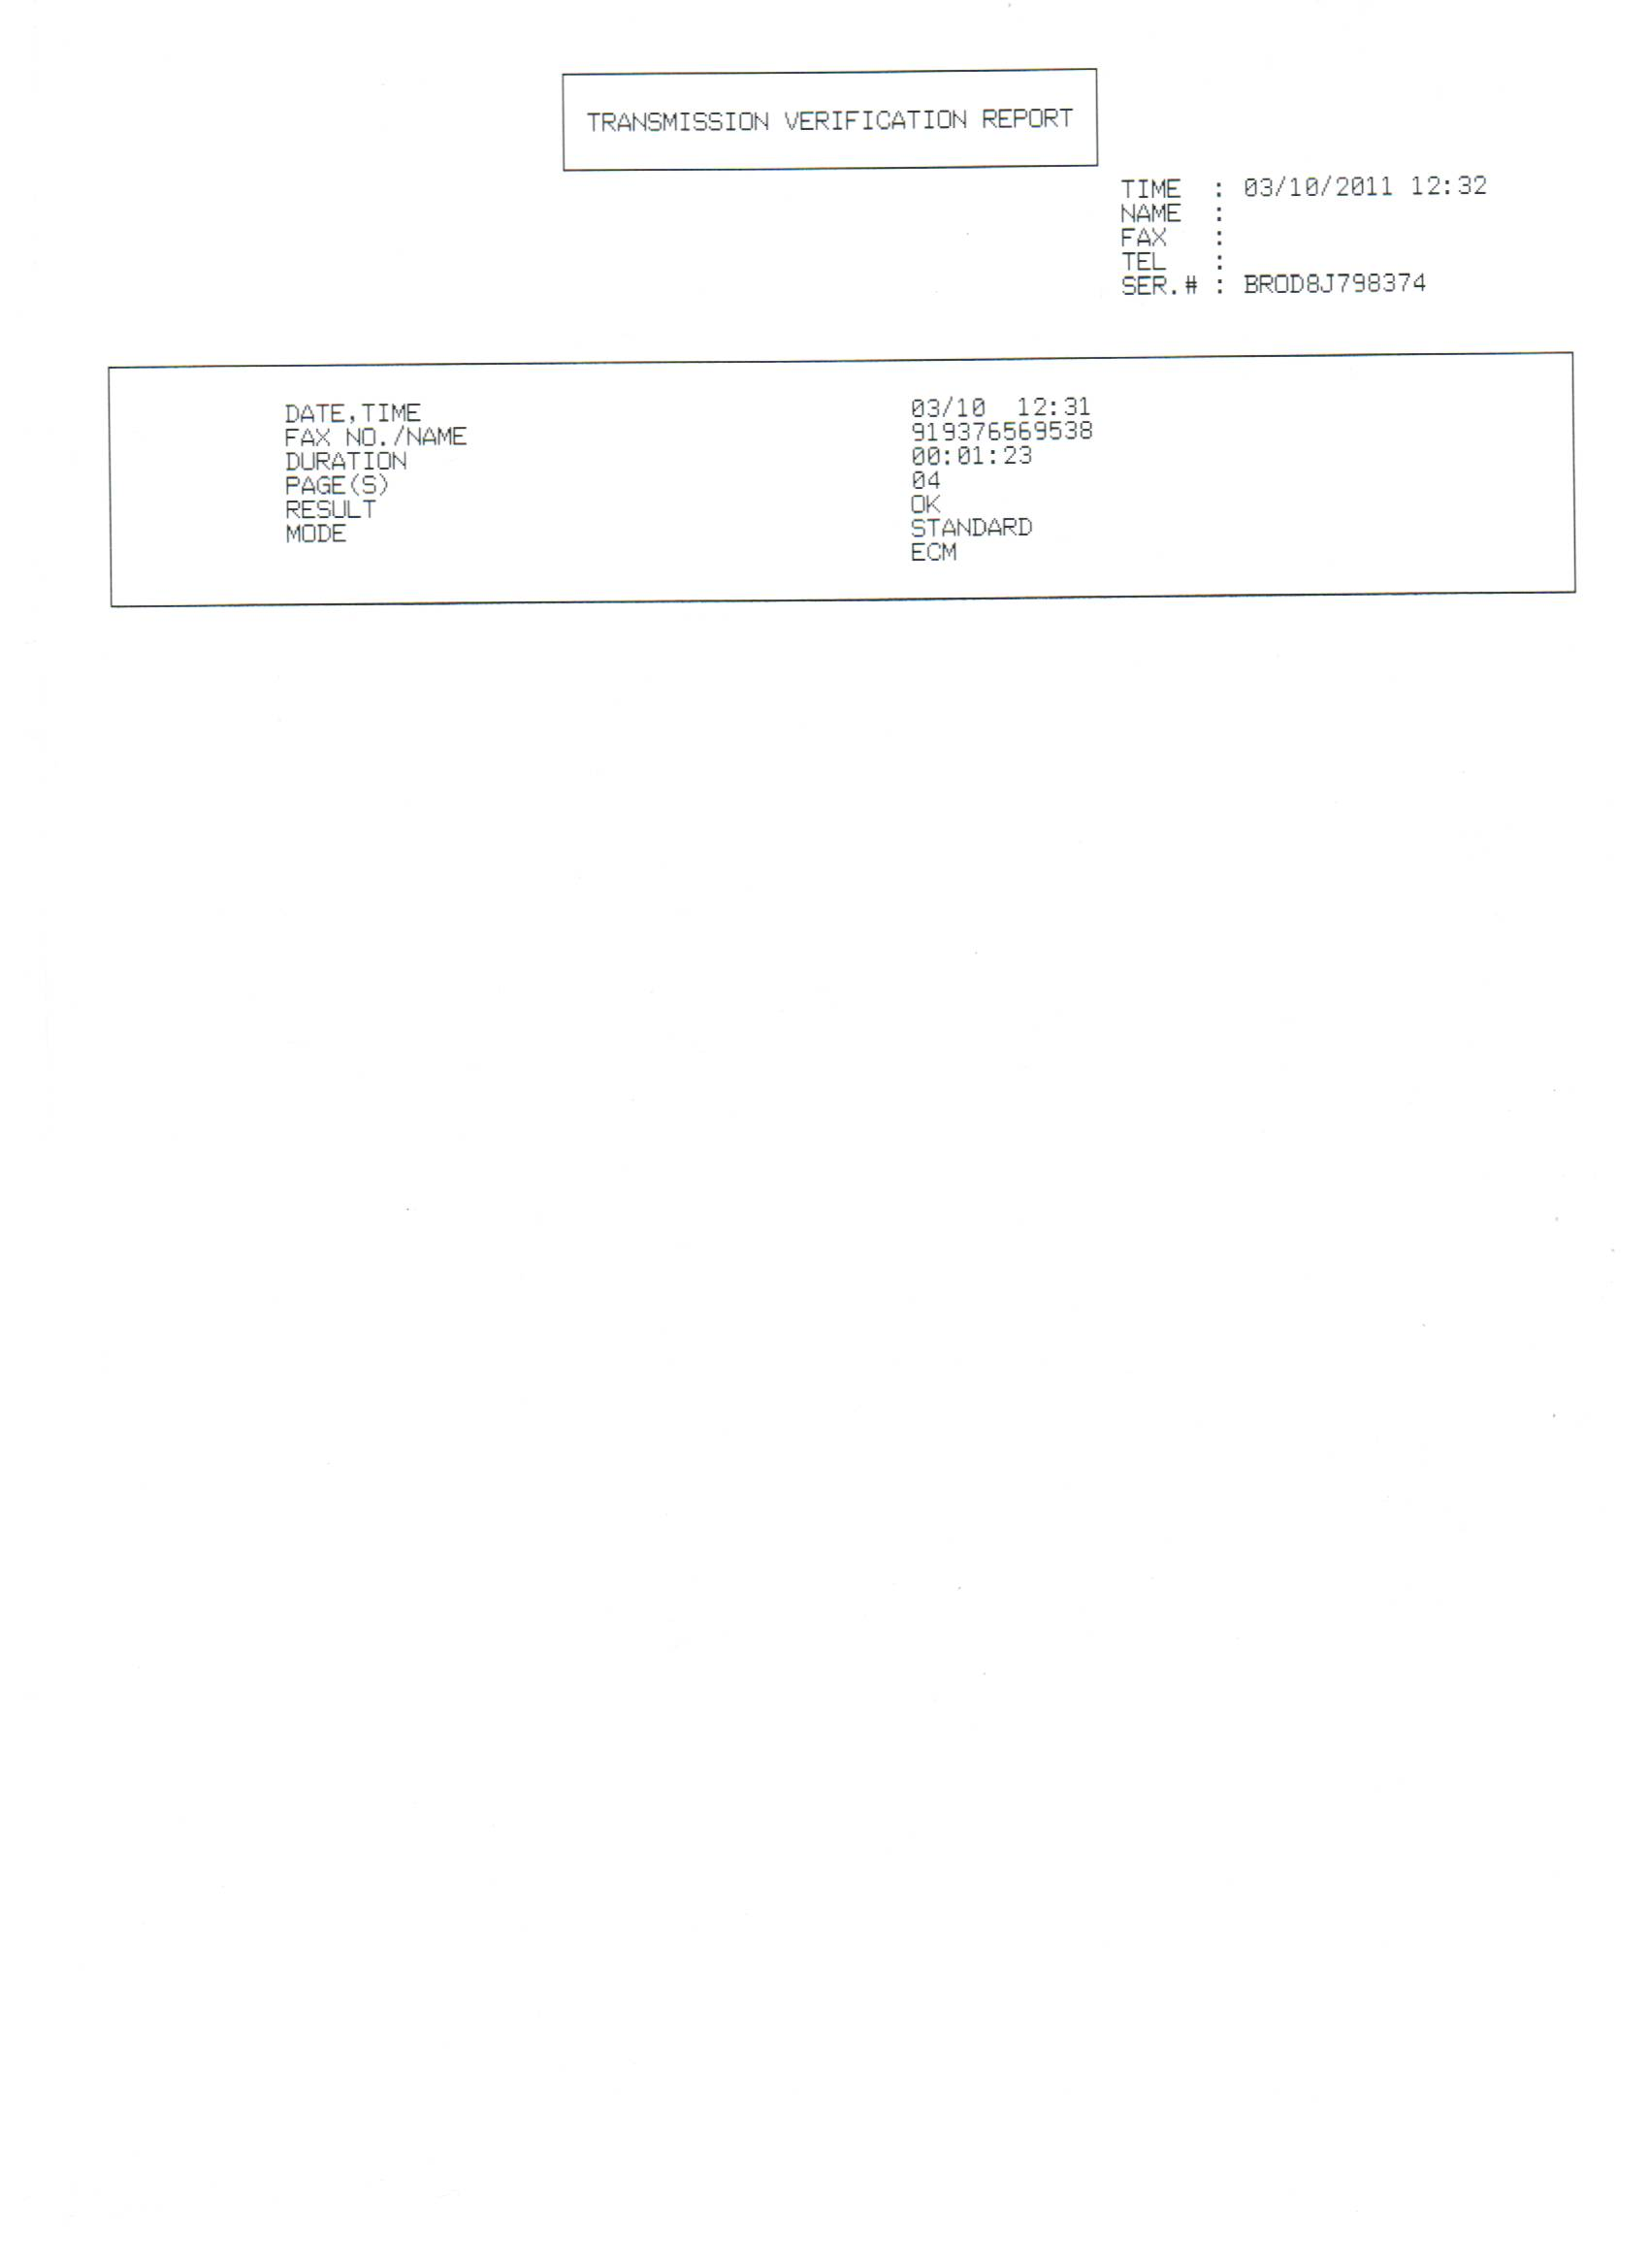 TRANSMISSION VERIFICATION REPORT
TIME : 03/10/2011 12:32
NAME :
FAX :
TEL :
SER.# : BROD8J798374
DATE,TIME 03/10 12:31
FAX NO./NAME 919376569538
DURATION 00:01:23
PAGE(S) 04
RESULT OK
MODE STANDARD
ECM